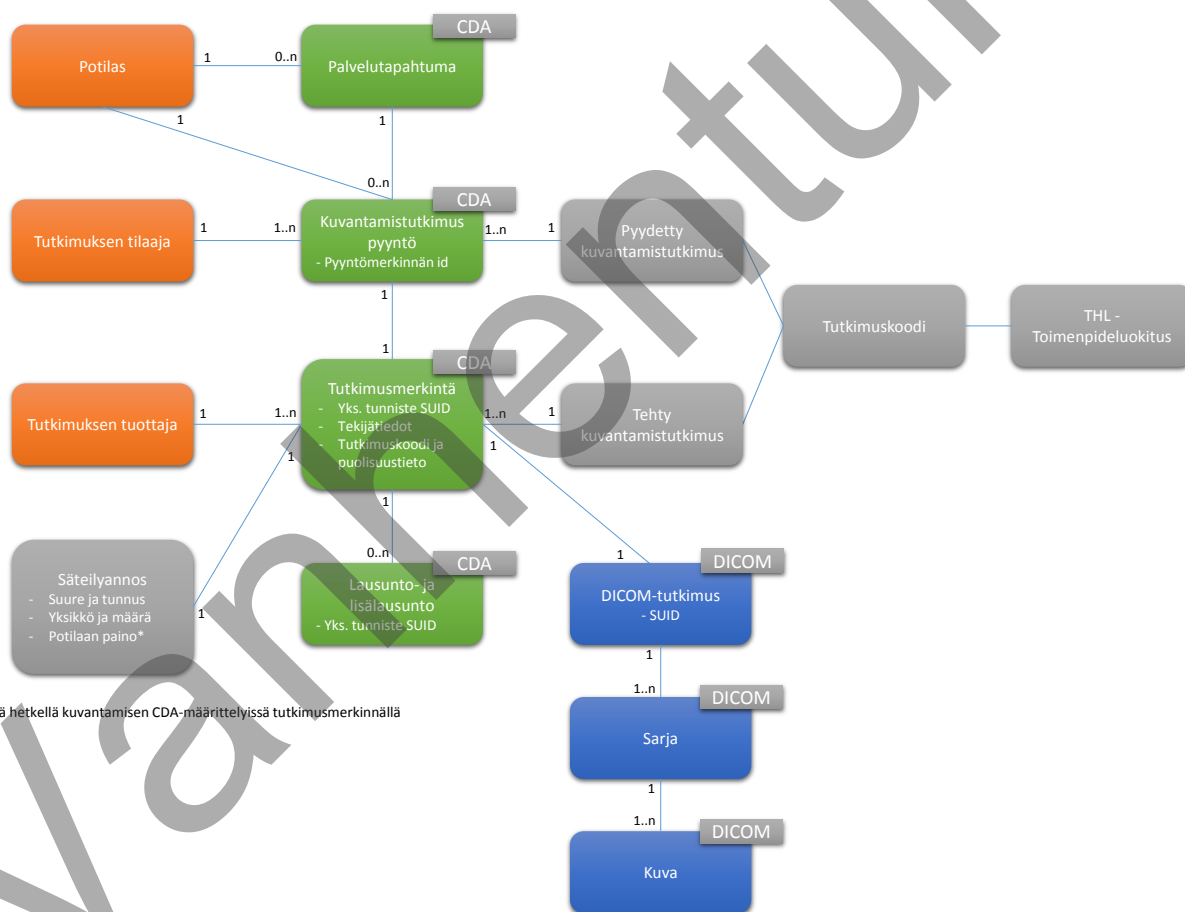 CDA
Potilas
1
0..n
Palvelutapahtuma
1
1
0..n
CDA
Tutkimuksen tilaaja
1
1..n
Kuvantamistutkimus
pyyntö
- Pyyntömerkinnän id
1..n
1
Pyydetty
kuvantamistutkimus
Tutkimuskoodi
THL -
Toimenpideluokitus
1
1
CDA
Tutkimuksen tuottaja
1
1..n
Tutkimusmerkintä
- Yks. tunniste SUID
- Tekijätiedot
- Tutkimuskoodi ja
puolisuustieto
1..n
1
Tehty
kuvantamistutkimus
1
1
1
0..n
CDA
1
DICOM
Säteilyannos
- Suure ja tunnus
- Yksikkö ja määrä
- Potilaan paino*
1
Lausunto- ja
lisälausunto
- Yks. tunniste SUID
DICOM-tutkimus
- SUID
1
1..n
DICOM
ä hetkellä kuvantamisen CDA-määrittelyissä tutkimusmerkinnällä
Sarja
1
1..n
DICOM
Kuva